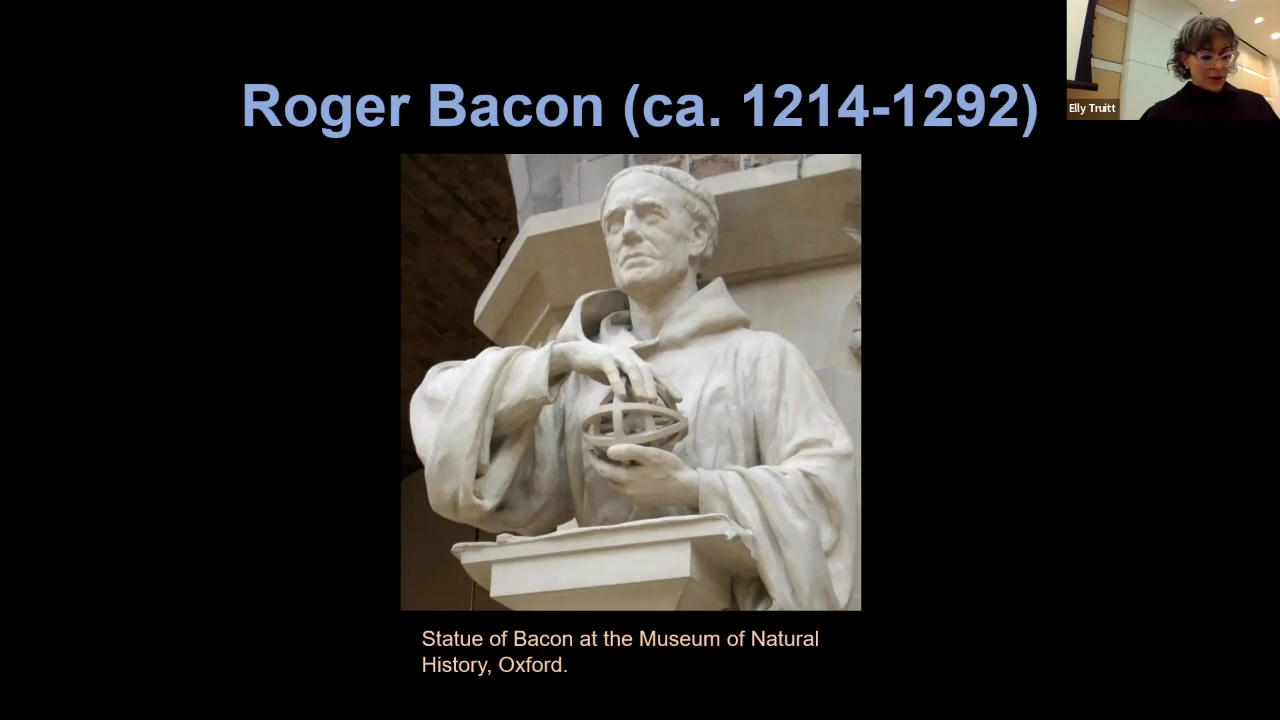 Roger Bacon (ca. 1214-1292)
Elly Truitt
Statue of Bacon at the Museum of Natural
History, Oxford.